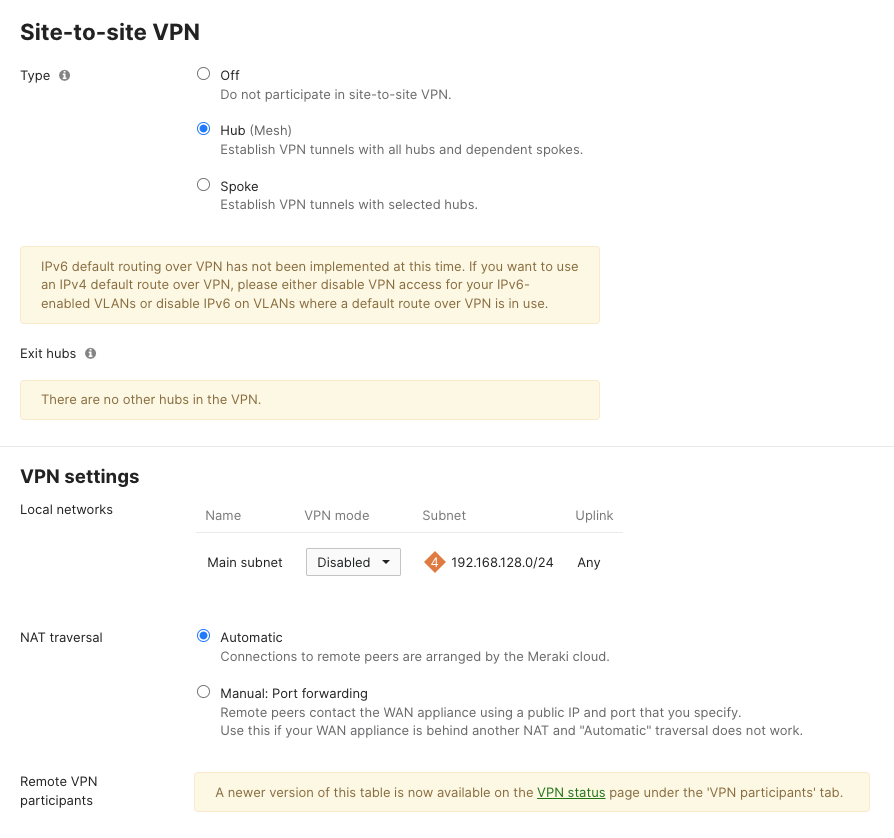 Site-to-site VPN
Type
Off
Do not participate in site-to-site VPN.
Hub (Mesh)
Establish VPN tunnels with all hubs and dependent spokes.
Spoke
Establish VPN tunnels with selected hubs.
IPv6 default routing over VPN has not been implemented at this time. If you want to use
an IPv4 default route over VPN, please either disable VPN access for your IPv6-
enabled VLANs or disable IPv6 on VLANs where a default route over VPN is in use.
Exit hubs
There are no other hubs in the VPN.
VPN settings
Local networks
Name VPN mode Subnet Uplink
Main subnet Disabled 4 192.168.128.0/24 Any
NAT traversal
Automatic
Connections to remote peers are arranged by the Meraki cloud.
Manual: Port forwarding
Remote peers contact the WAN appliance using a public IP and port that you specify.
Use this if your WAN appliance is behind another NAT and "Automatic" traversal does not work.
Remote VPN
participants
A newer version of this table is now available on the VPN status page under the 'VPN participants' tab.